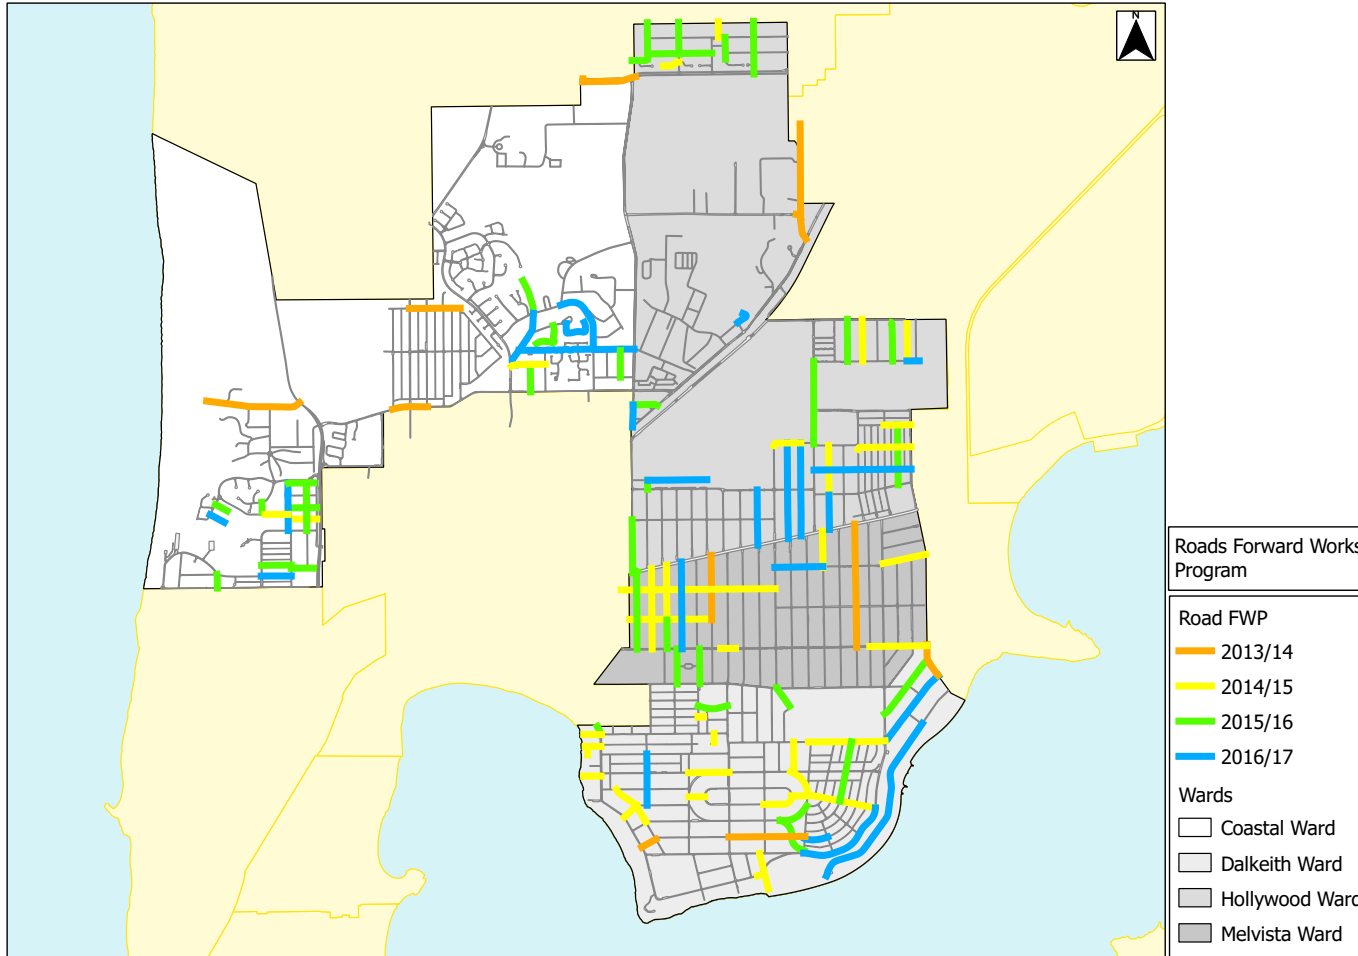 N
Roads Forward Works
Program
Road FWP
2013/14
2014/15
2015/16
2016/17
Wards
Coastal Ward
Dalkeith Ward
Hollywood Ward
Melvista Ward